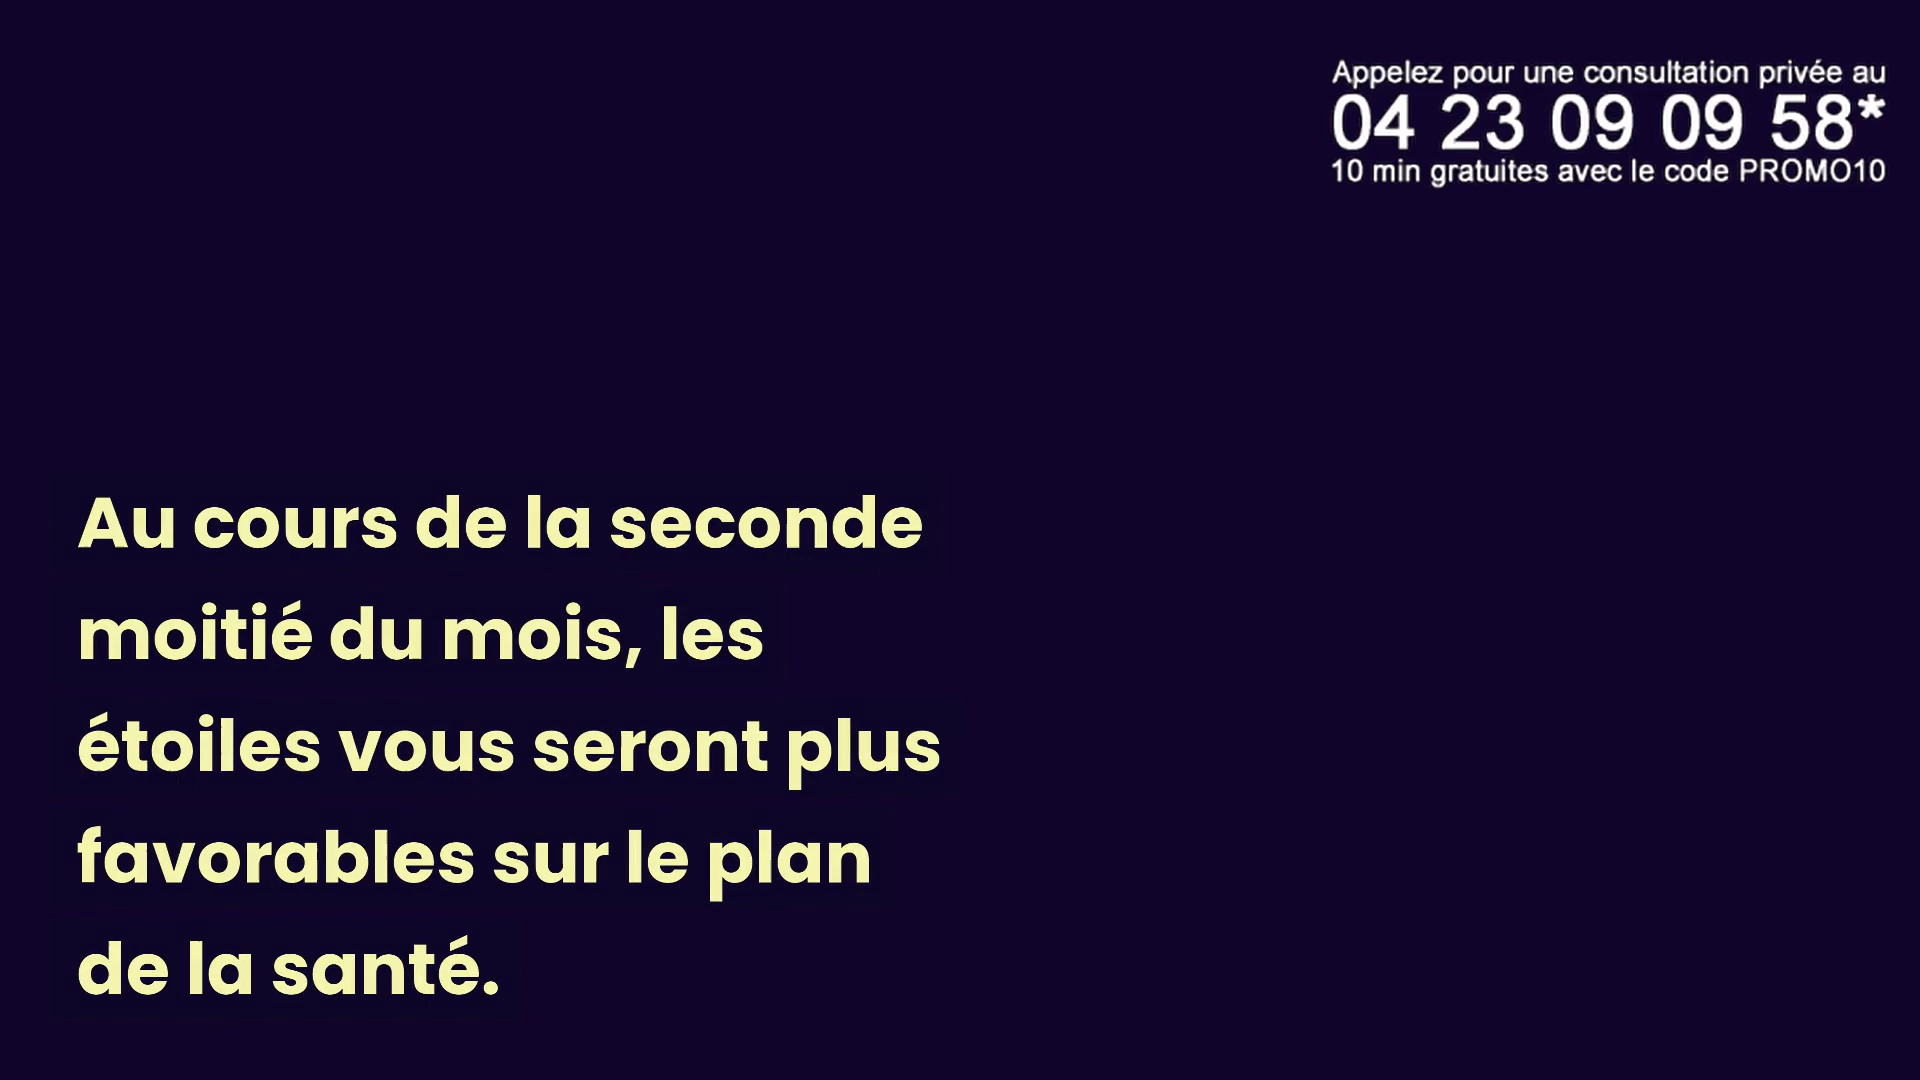 Appelez pour une consultation privée au
04 23 09 09 58*
10 min gratuites avec le code PROMO10
Au cours de la seconde
moitié du mois, les
étoiles vous seront plus
favorables sur le plan
de la santé.